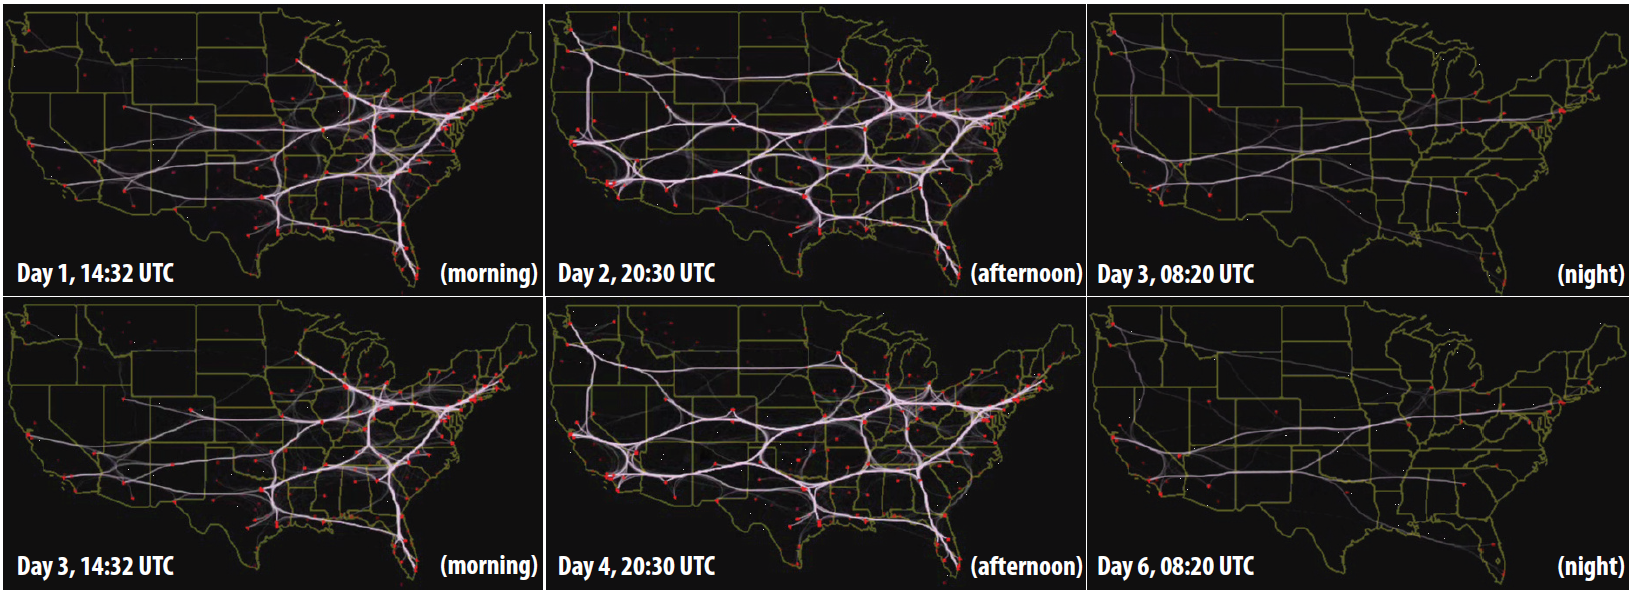 Day 1, 14:32 UTC (morning)
Day 2, 20:30 UTC (afternoon)
Day 3, 08:20 UTC (night)
Day 3, 14:32 UTC (morning)
Day 4, 20:30 UTC (afternoon)
Day 6, 08:20 UTC (night)